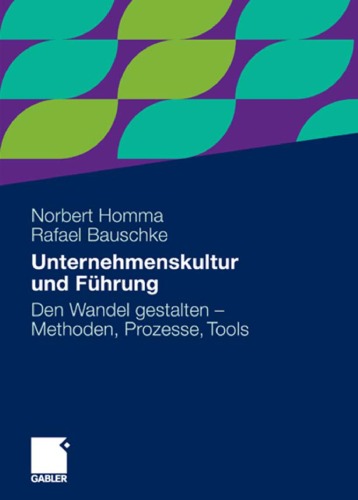 Norbert Homma
Rafael Bauschke
Unternehmenskultur
und Führung
Den Wandel gestalten –
Methoden, Prozesse, Tools
GABLER